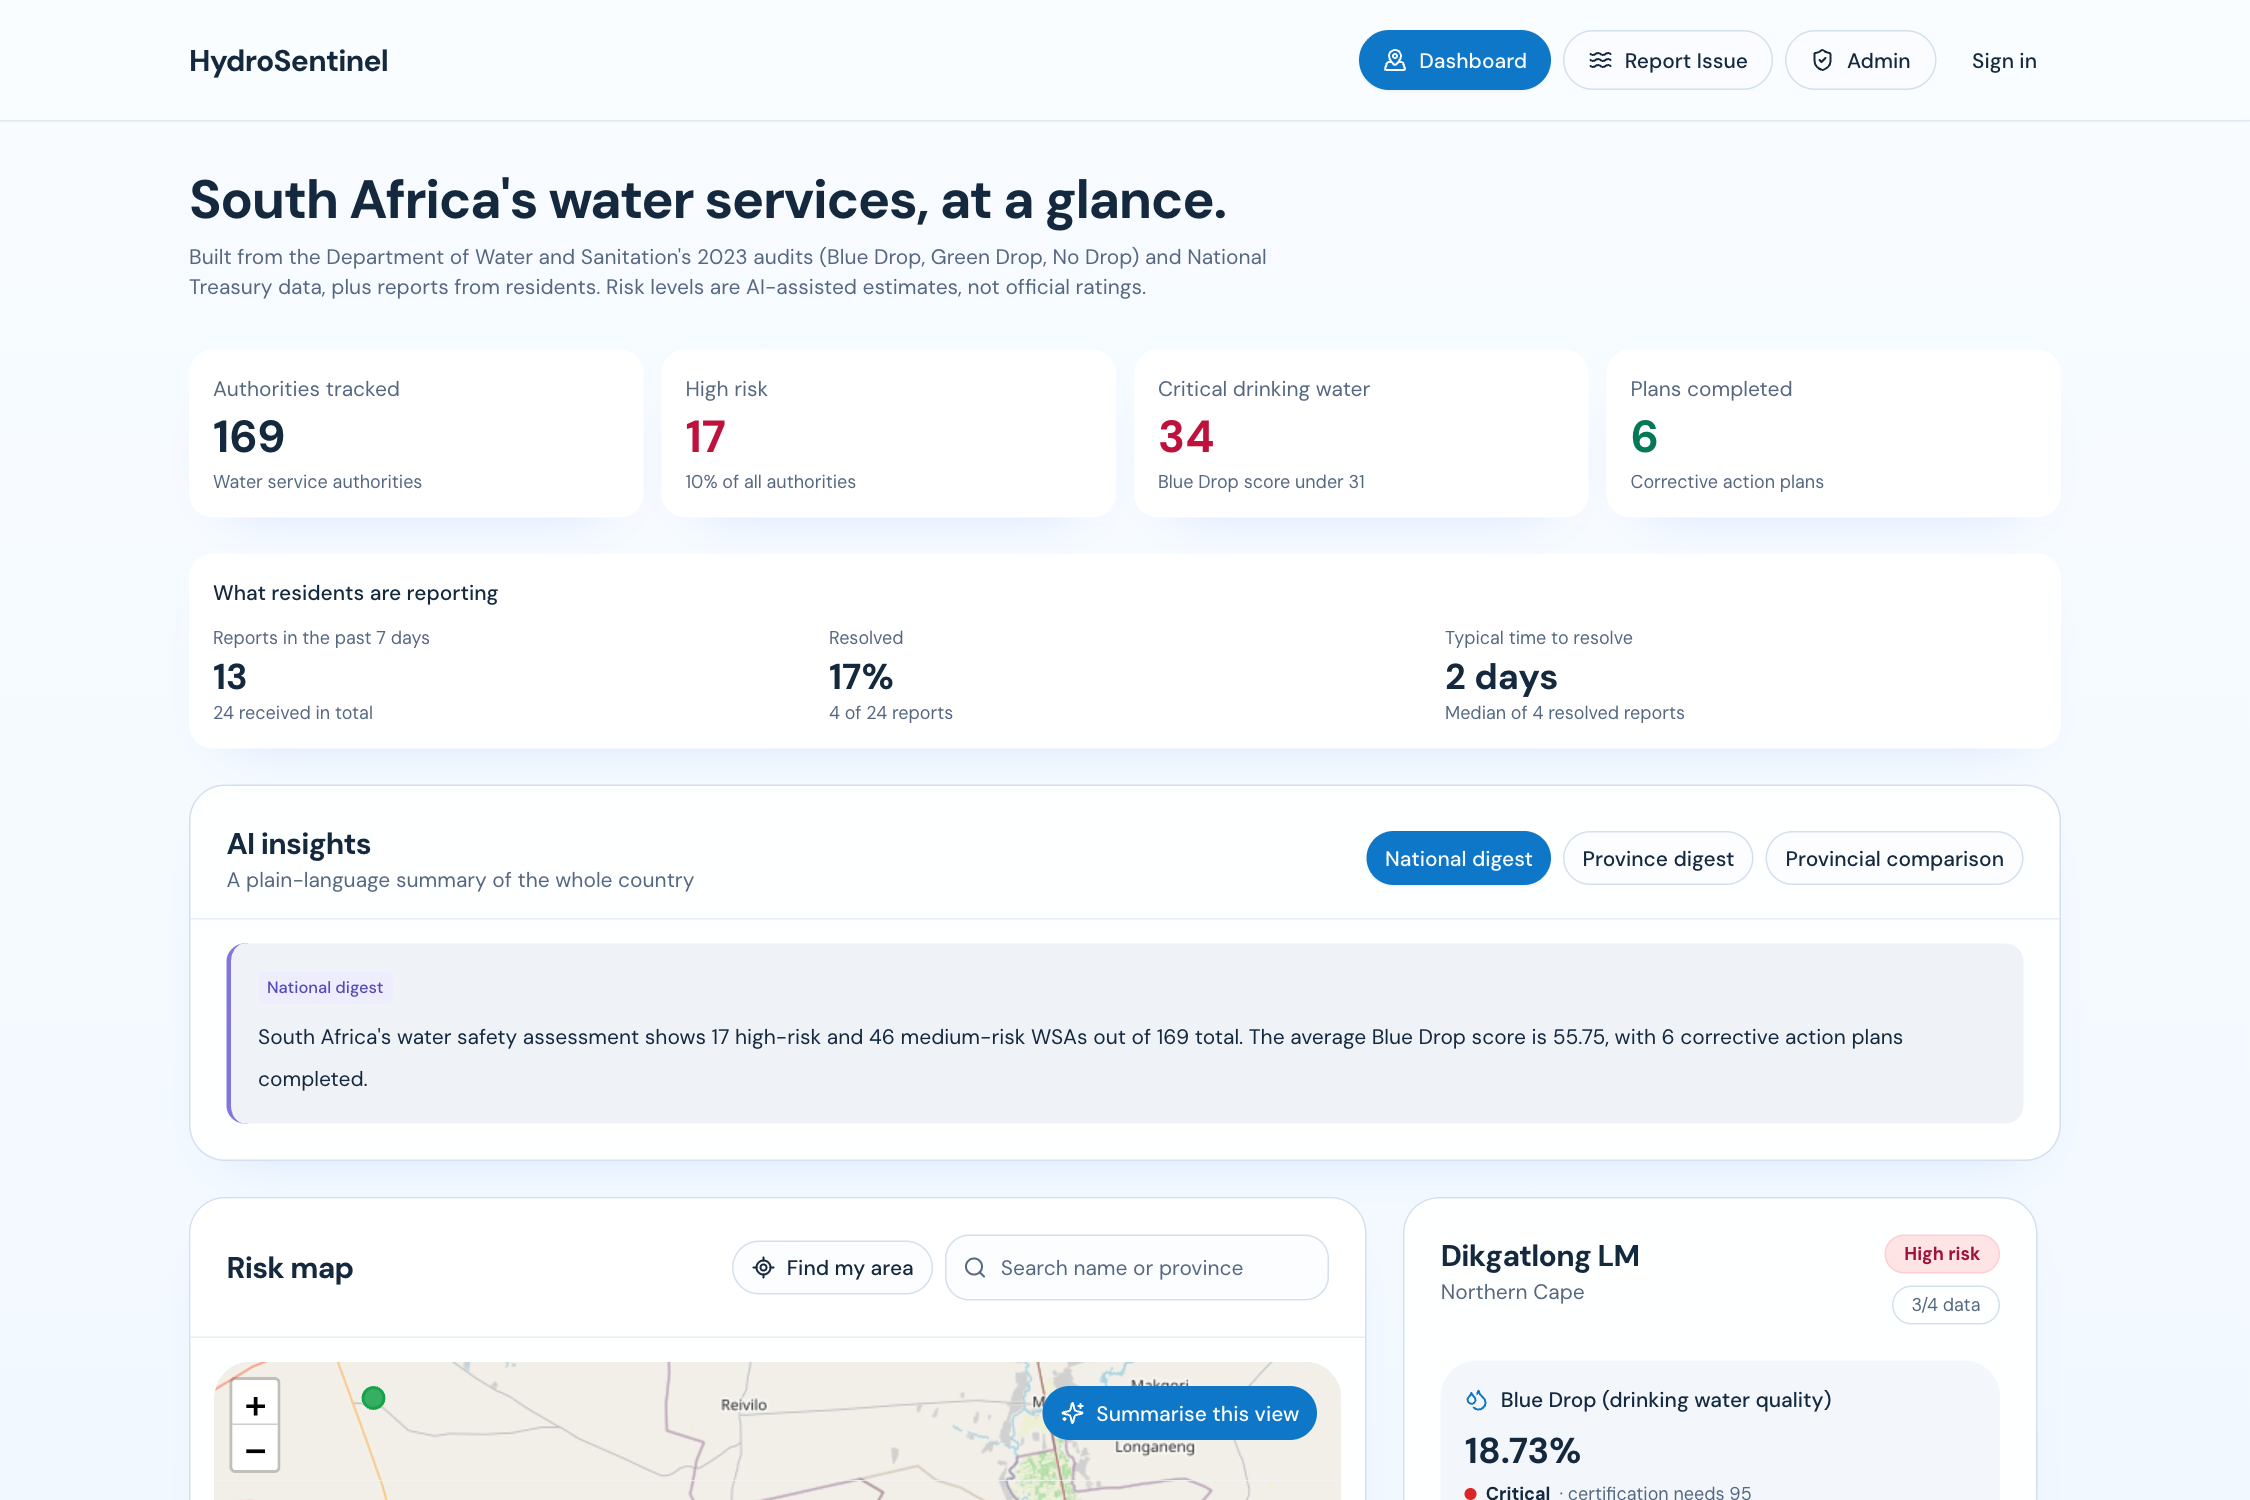 HydroSentinel
Dashboard
Report Issue
Admin
Sign in
South Africa's water services, at a glance.
Built from the Department of Water and Sanitation's 2023 audits (Blue Drop, Green Drop, No Drop) and National
Treasury data, plus reports from residents. Risk levels are AI-assisted estimates, not official ratings.
Authorities tracked
169
Water service authorities
High risk
17
10% of all authorities
Critical drinking water
34
Blue Drop score under 31
Plans completed
6
Corrective action plans
What residents are reporting
Reports in the past 7 days
13
24 received in total
Resolved
17%
4 of 24 reports
Typical time to resolve
2 days
Median of 4 resolved reports
AI insights
A plain-language summary of the whole country
National digest
Province digest
Provincial comparison
National digest
South Africa's water safety assessment shows 17 high-risk and 46 medium-risk WSAs out of 169 total. The average Blue Drop score is 55.75, with 6 corrective action plans
completed.
Risk map
Find my area
Search name or province
+
−
Reivilo
Summarise this view
Longaneng
Dikgatlong LM
Northern Cape
High risk
3/4 data
Blue Drop (drinking water quality)
18.73%
Critical · certification needs 95